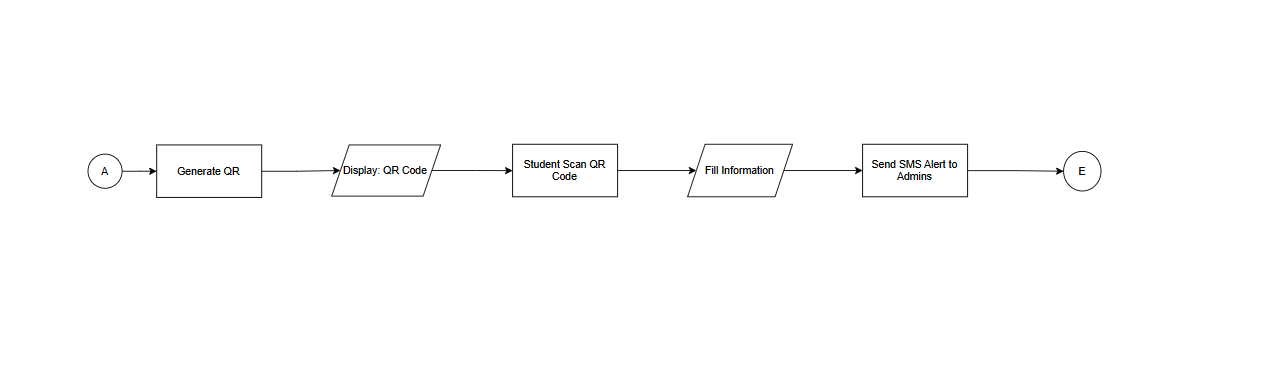 A
Generate QR
Display: QR Code
Student Scan QR
Code
Fill Information
Send SMS Alert to
Admins
E